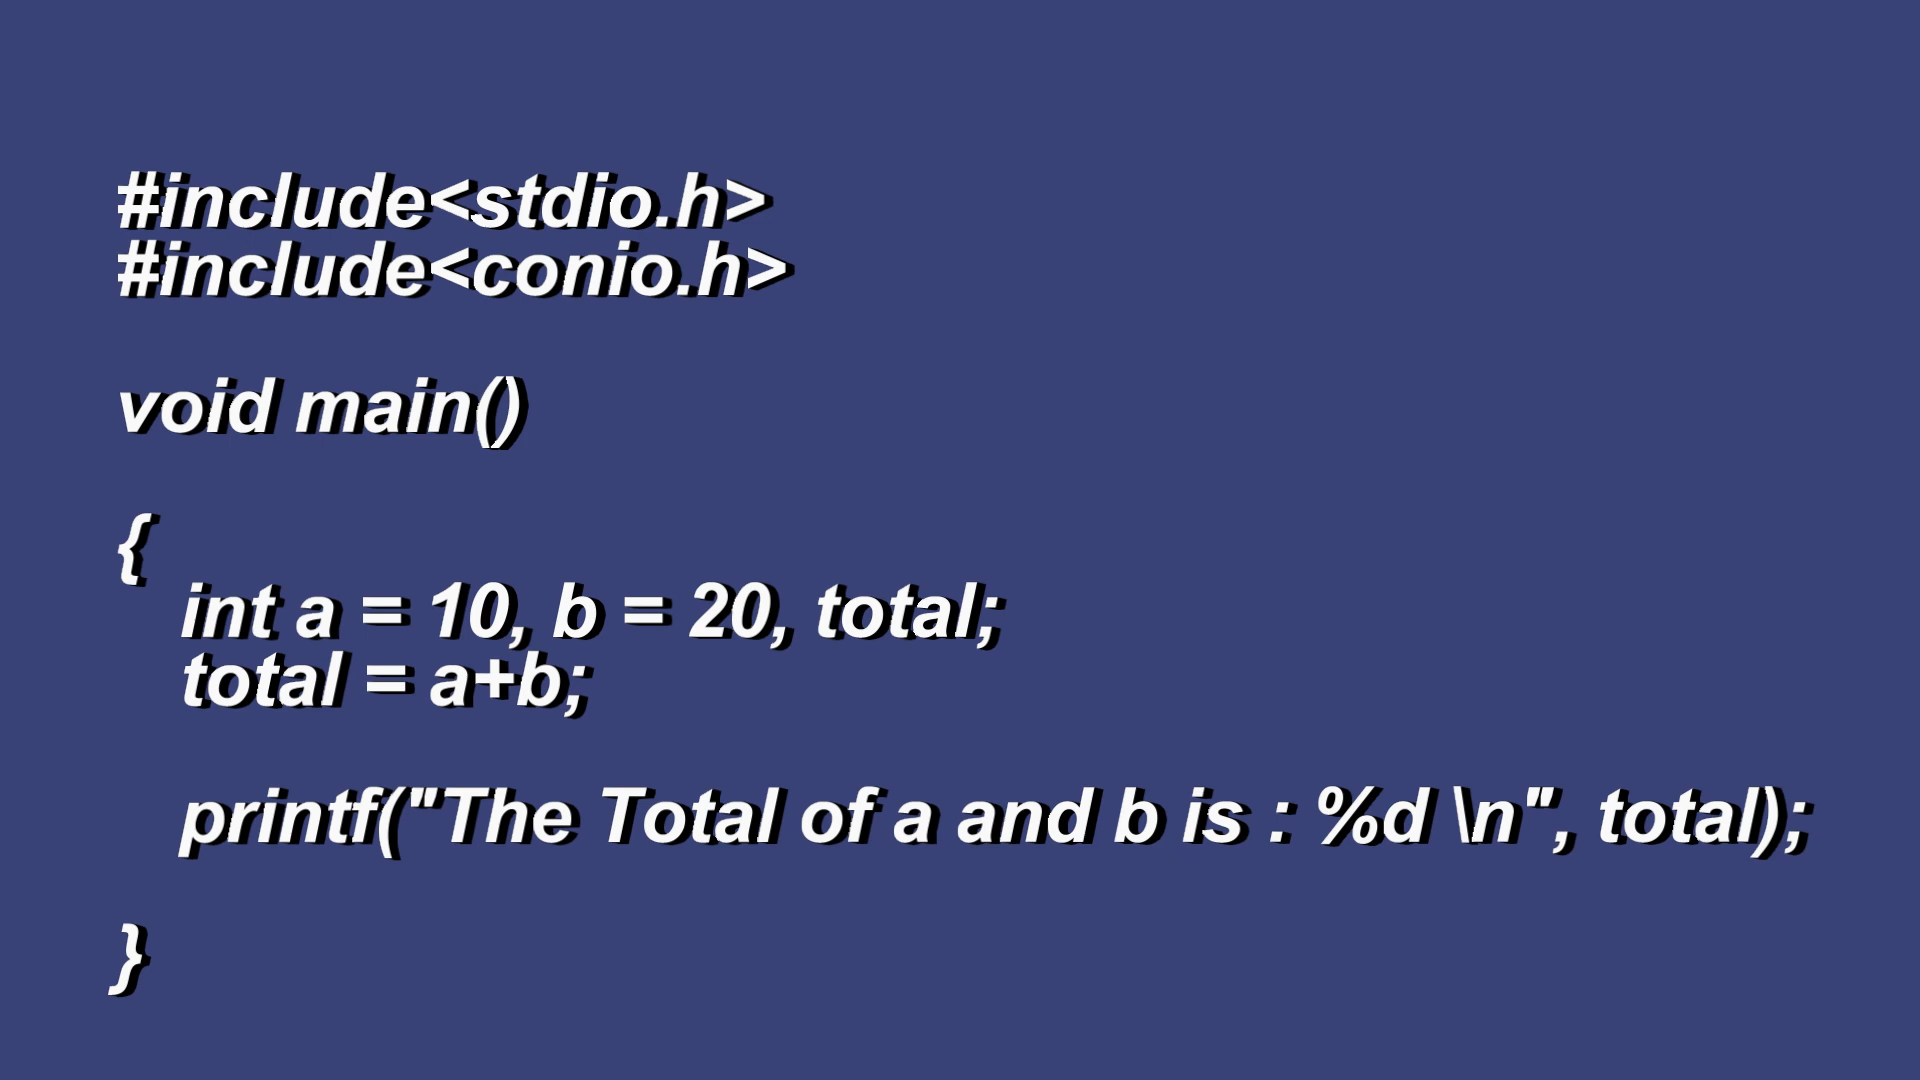 #include<stdio.h>
#include<conio.h>
void main()
{
int a = 10, b = 20, total;
total = a+b;
printf("The Total of a and b is : %d \n", total);
}